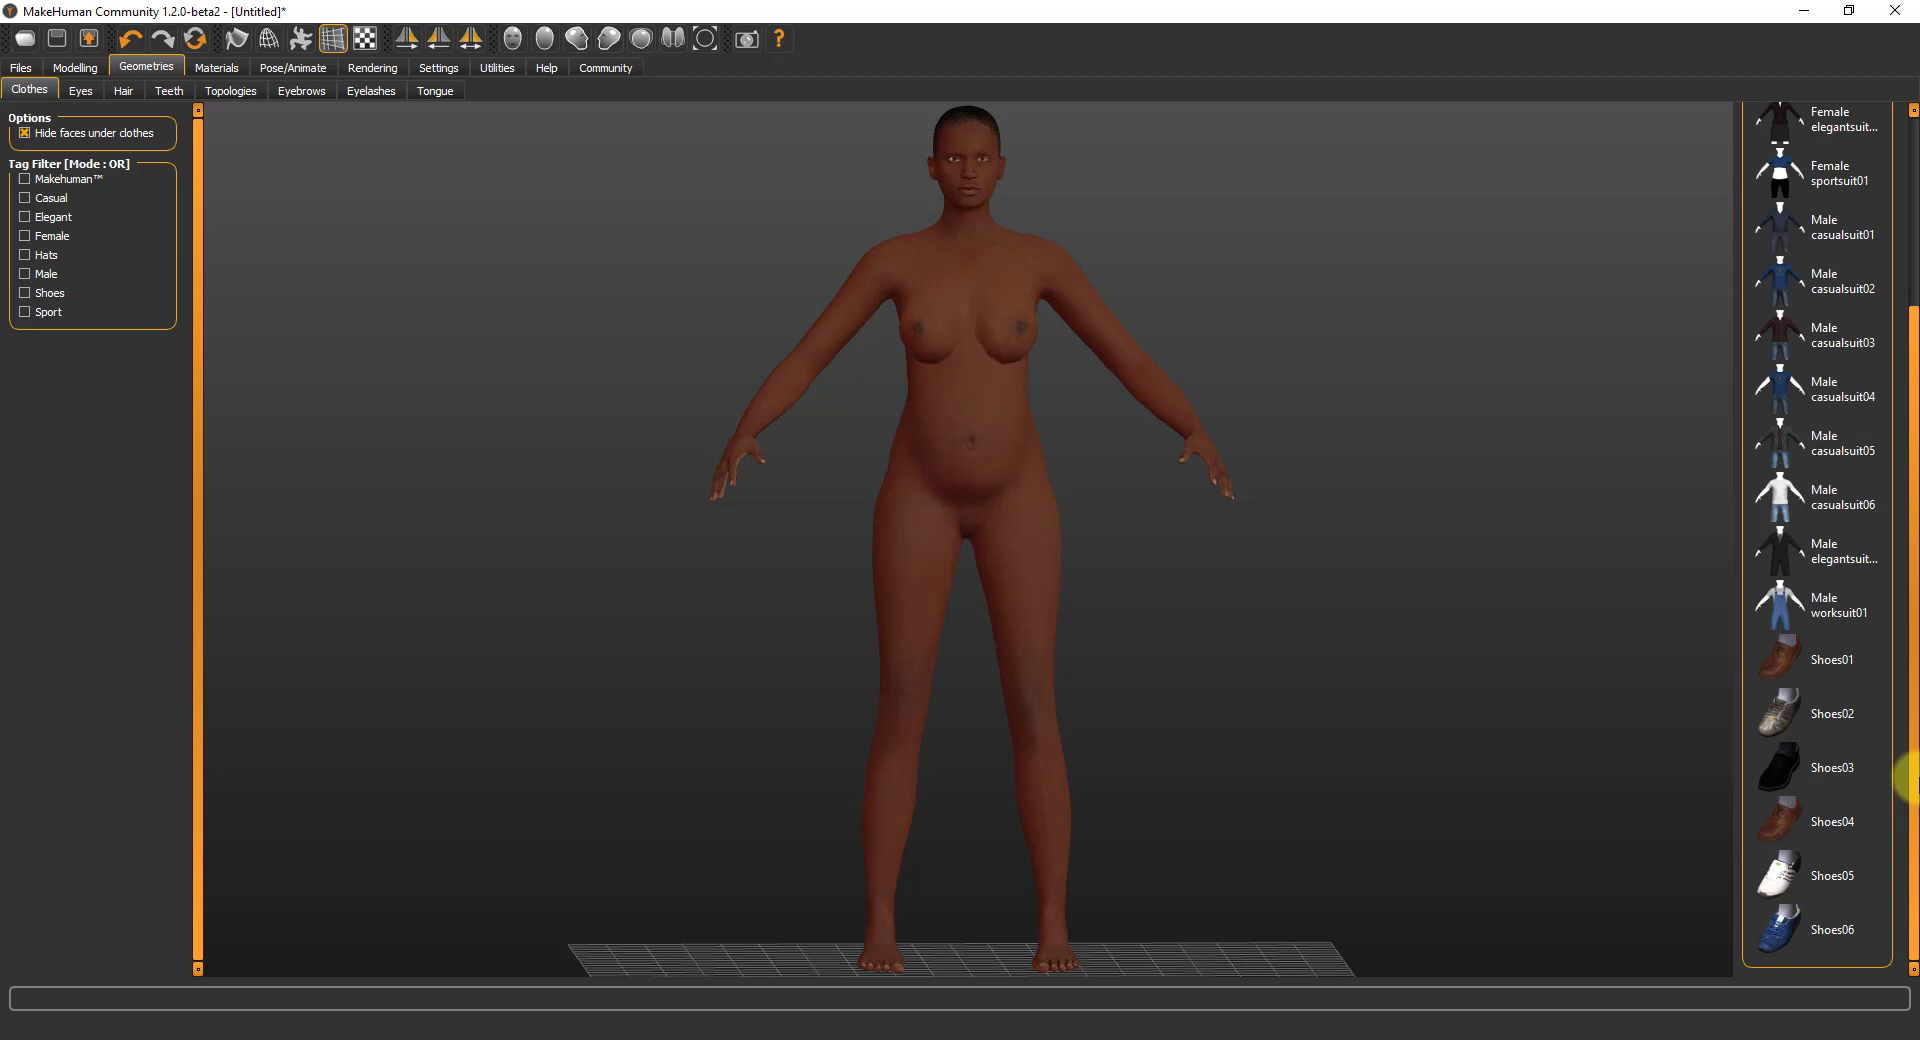 MakeHuman Community 1.2.0-beta2 - [Untitled]*
Files Modelling Geometries Materials Pose/Animate Rendering Settings Utilities Help Community
Clothes Eyes Hair Teeth Topologies Eyebrows Eyelashes Tongue
Options
Hide faces under clothes
Tag Filter [Mode : OR]
Makehuman™
Casual
Elegant
Female
Hats
Male
Shoes
Sport
Female
elegantsuit...
Female
sportsuit01
Male
casualsuit01
Male
casualsuit02
Male
casualsuit03
Male
casualsuit04
Male
casualsuit05
Male
casualsuit06
Male
elegantsuit...
Male
worksuit01
Shoes01
Shoes02
Shoes03
Shoes04
Shoes05
Shoes06